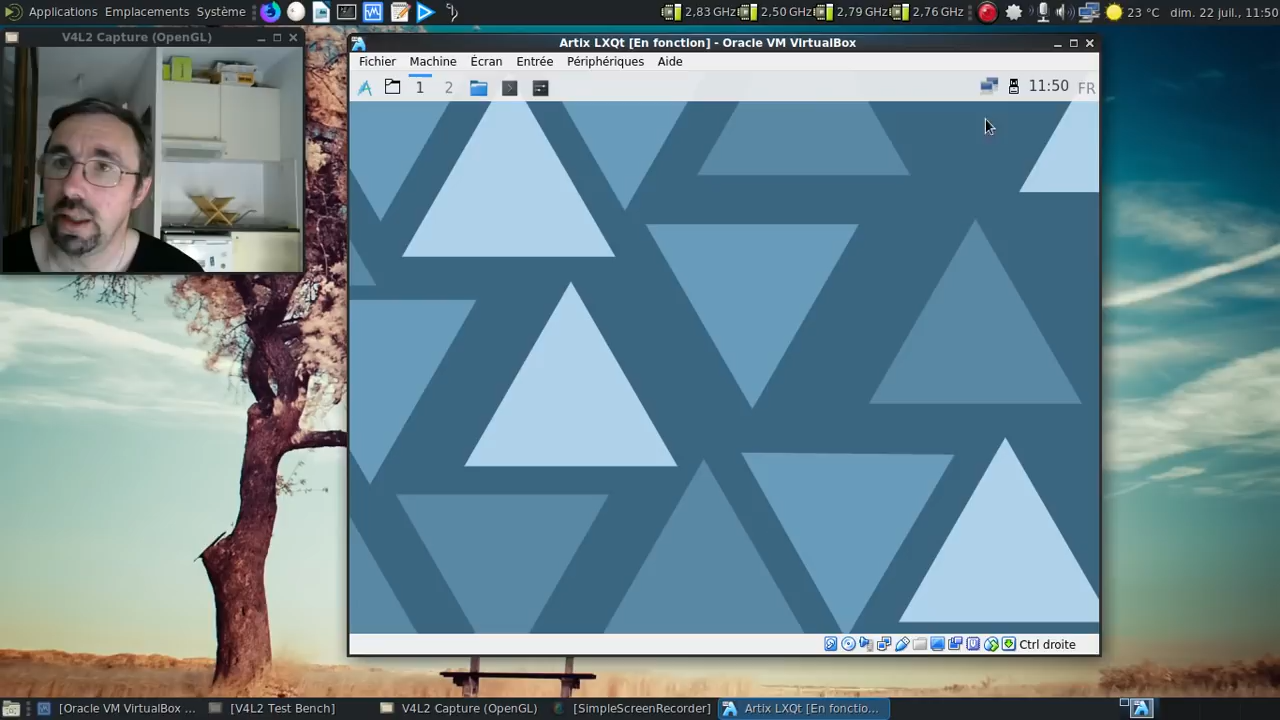 Applications Emplacements Système 2,83 GHz 2,50 GHz 2,79 GHz 2,76 GHz 23 °C dim. 22 juil., 11:50
V4L2 Capture (OpenGL)
Artix LXQt [En fonction] - Oracle VM VirtualBox
Fichier Machine Écran Entrée Périphériques Aide
1 2 11:50 FR
Ctrl droite
[Oracle VM VirtualBox ... [V4L2 Test Bench] V4L2 Capture (OpenGL) [SimpleScreenRecorder] Artix LXQt [En fonctio...